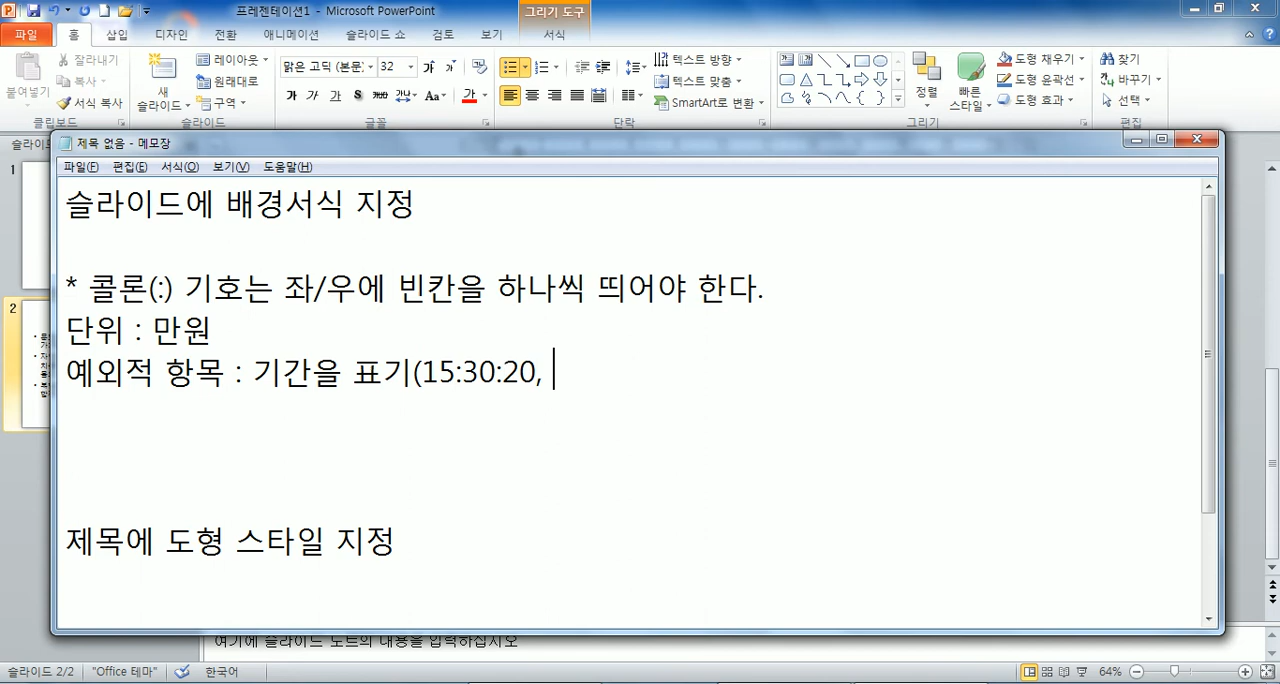 프레젠테이션1 - Microsoft PowerPoint
그리기 도구
파일 홈 삽입 디자인 전환 애니메이션 슬라이드 쇼 검토 보기 서식
붙여넣기
잘라내기
복사
서식 복사
클립보드
새 슬라이드
레이아웃
원래대로
구역
슬라이드
맑은 고딕 (본문) 32
가 가 가 S 가나 Aa 가
글꼴
텍스트 방향
텍스트 맞춤
SmartArt로 변환
단락
정렬
빠른 스타일
도형 채우기
도형 윤곽선
도형 효과
그리기
찾기
바꾸기
선택
편집
제목 없음 - 메모장
파일(F) 편집(E) 서식(O) 보기(V) 도움말(H)
슬라이드에 배경서식 지정
* 콜론(:) 기호는 좌/우에 빈칸을 하나씩 띄어야 한다.
단위 : 만원
예외적 항목 : 기간을 표기(15:30:20,
제목에 도형 스타일 지정
1
2
여기에 슬라이드 노트의 내용을 입력하십시오
슬라이드 2/2 "Office 테마" 한국어 64%